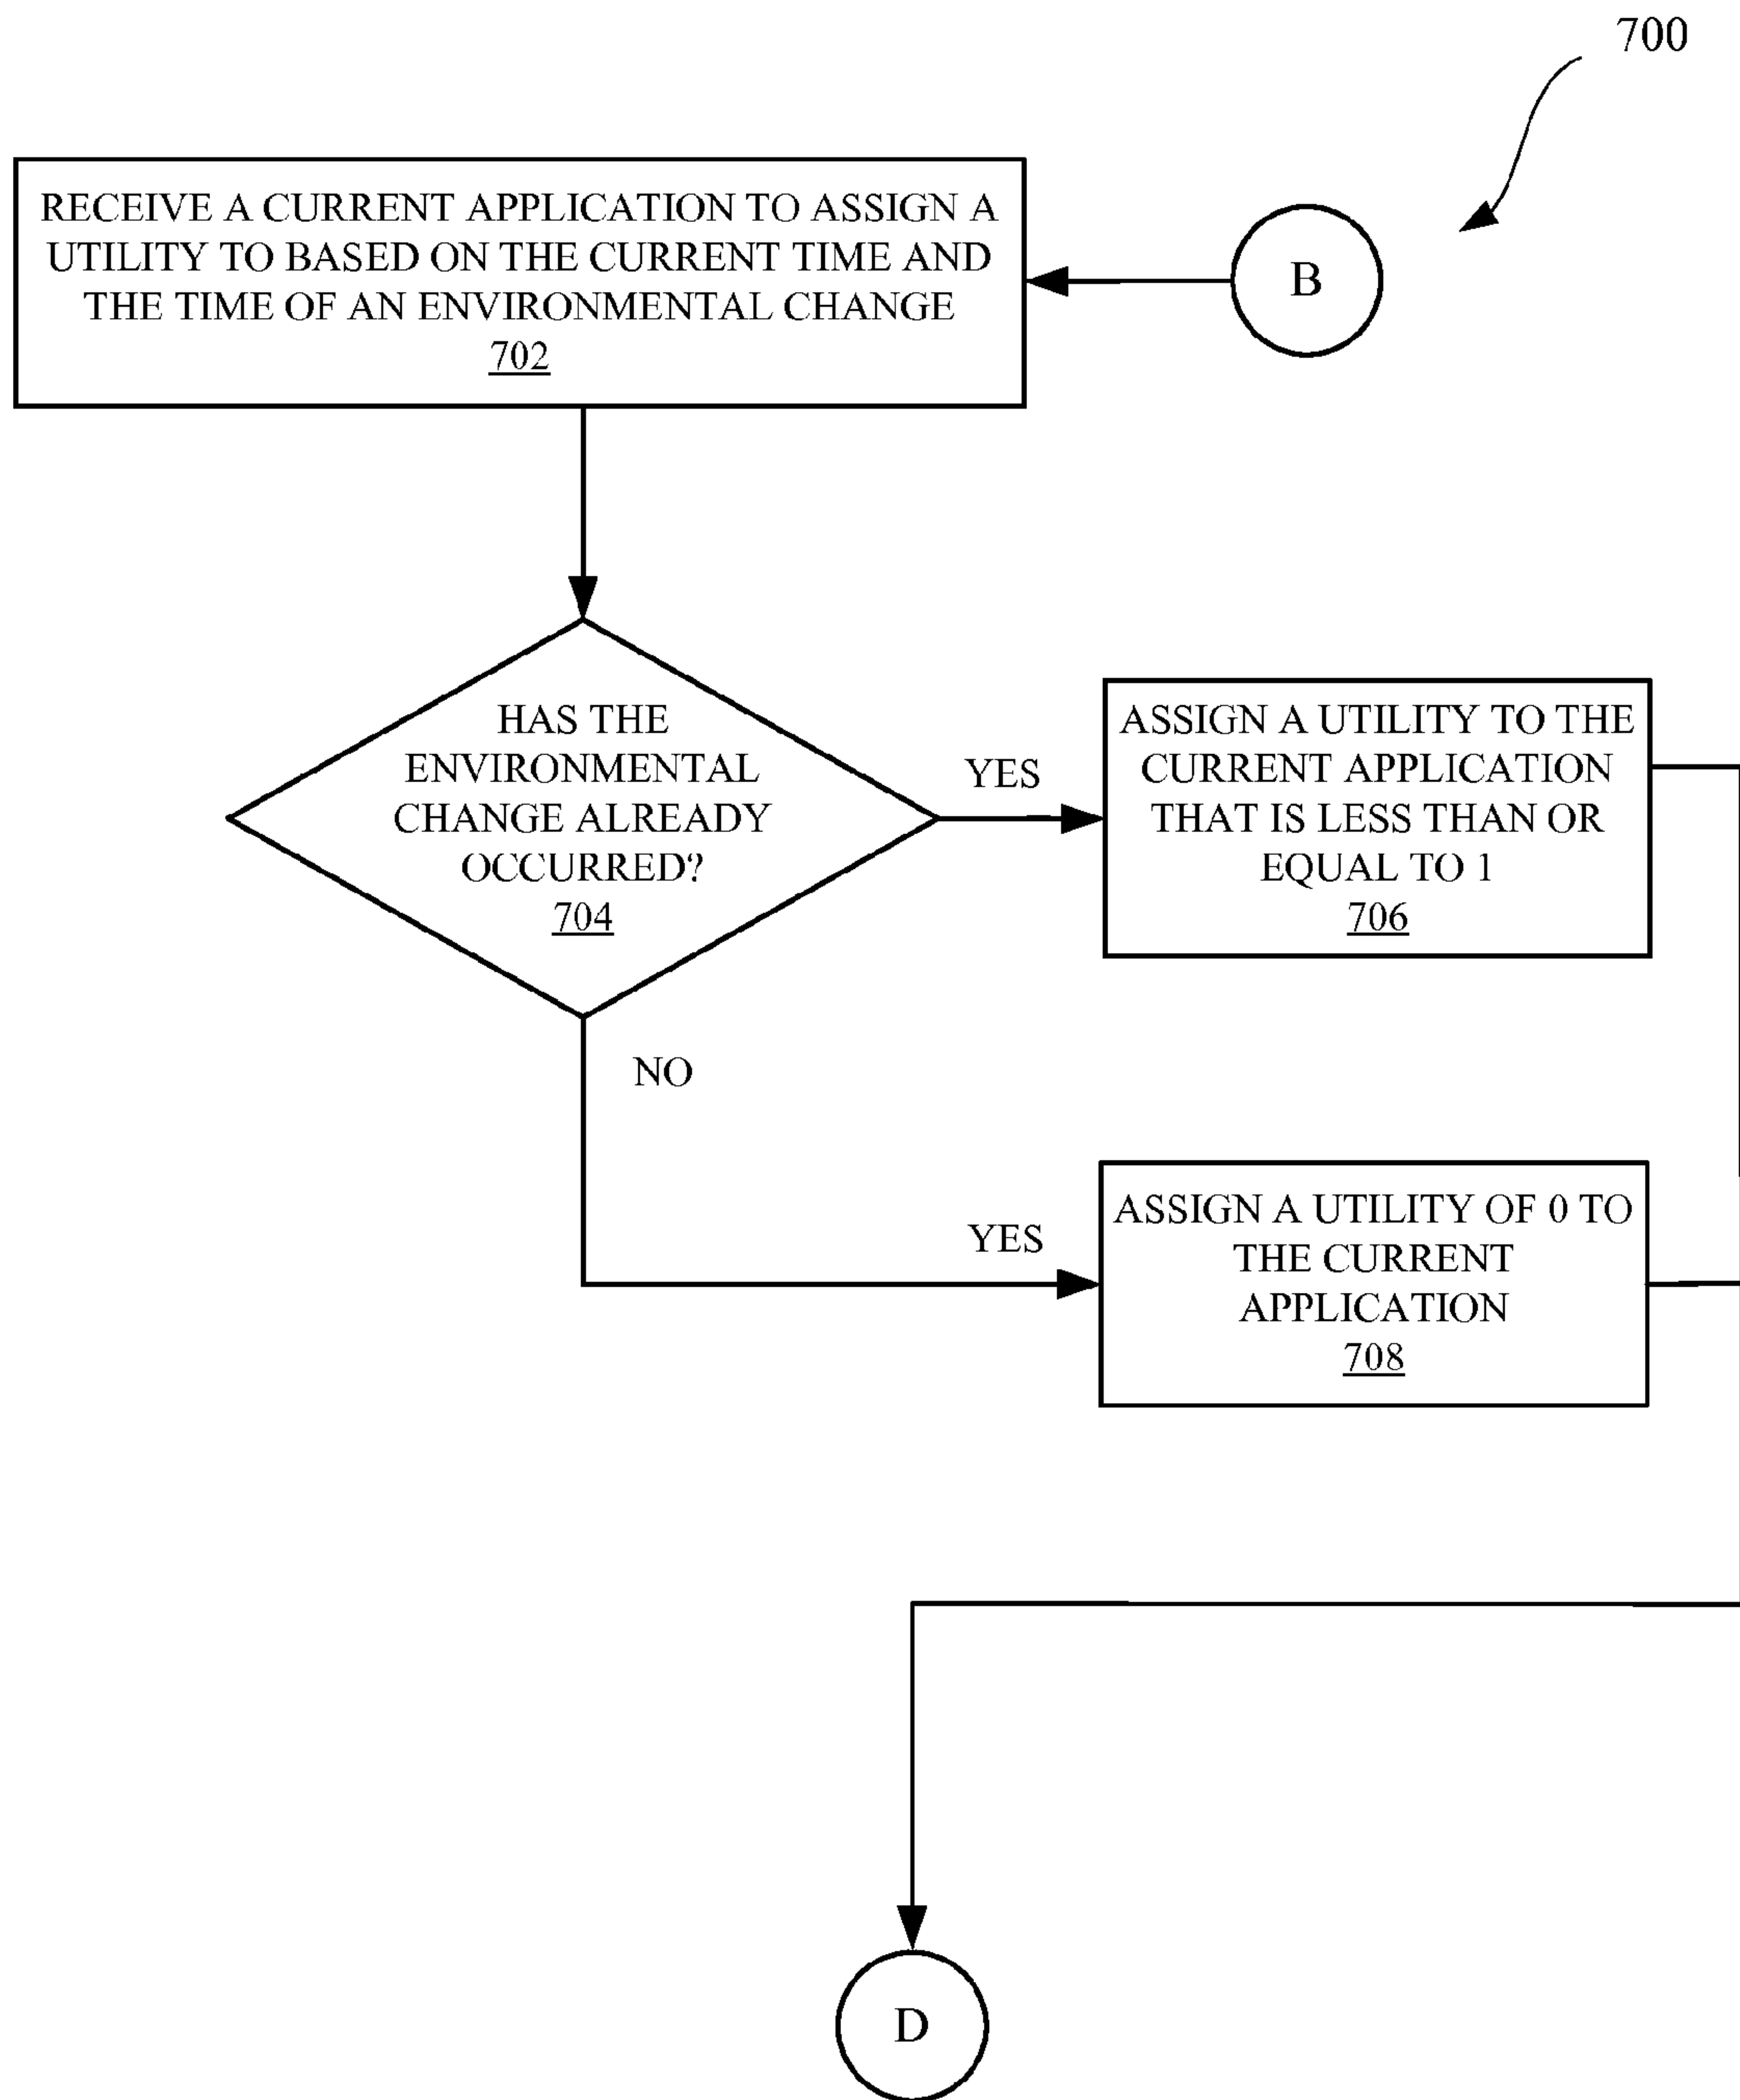 700
RECEIVE A CURRENT APPLICATION TO ASSIGN A
UTILITY TO BASED ON THE CURRENT TIME AND
THE TIME OF AN ENVIRONMENTAL CHANGE
702
B
HAS THE
ENVIRONMENTAL
CHANGE ALREADY
OCCURRED?
704
YES
ASSIGN A UTILITY TO THE
CURRENT APPLICATION
THAT IS LESS THAN OR
EQUAL TO 1
706
NO
YES
ASSIGN A UTILITY OF 0 TO
THE CURRENT
APPLICATION
708
D